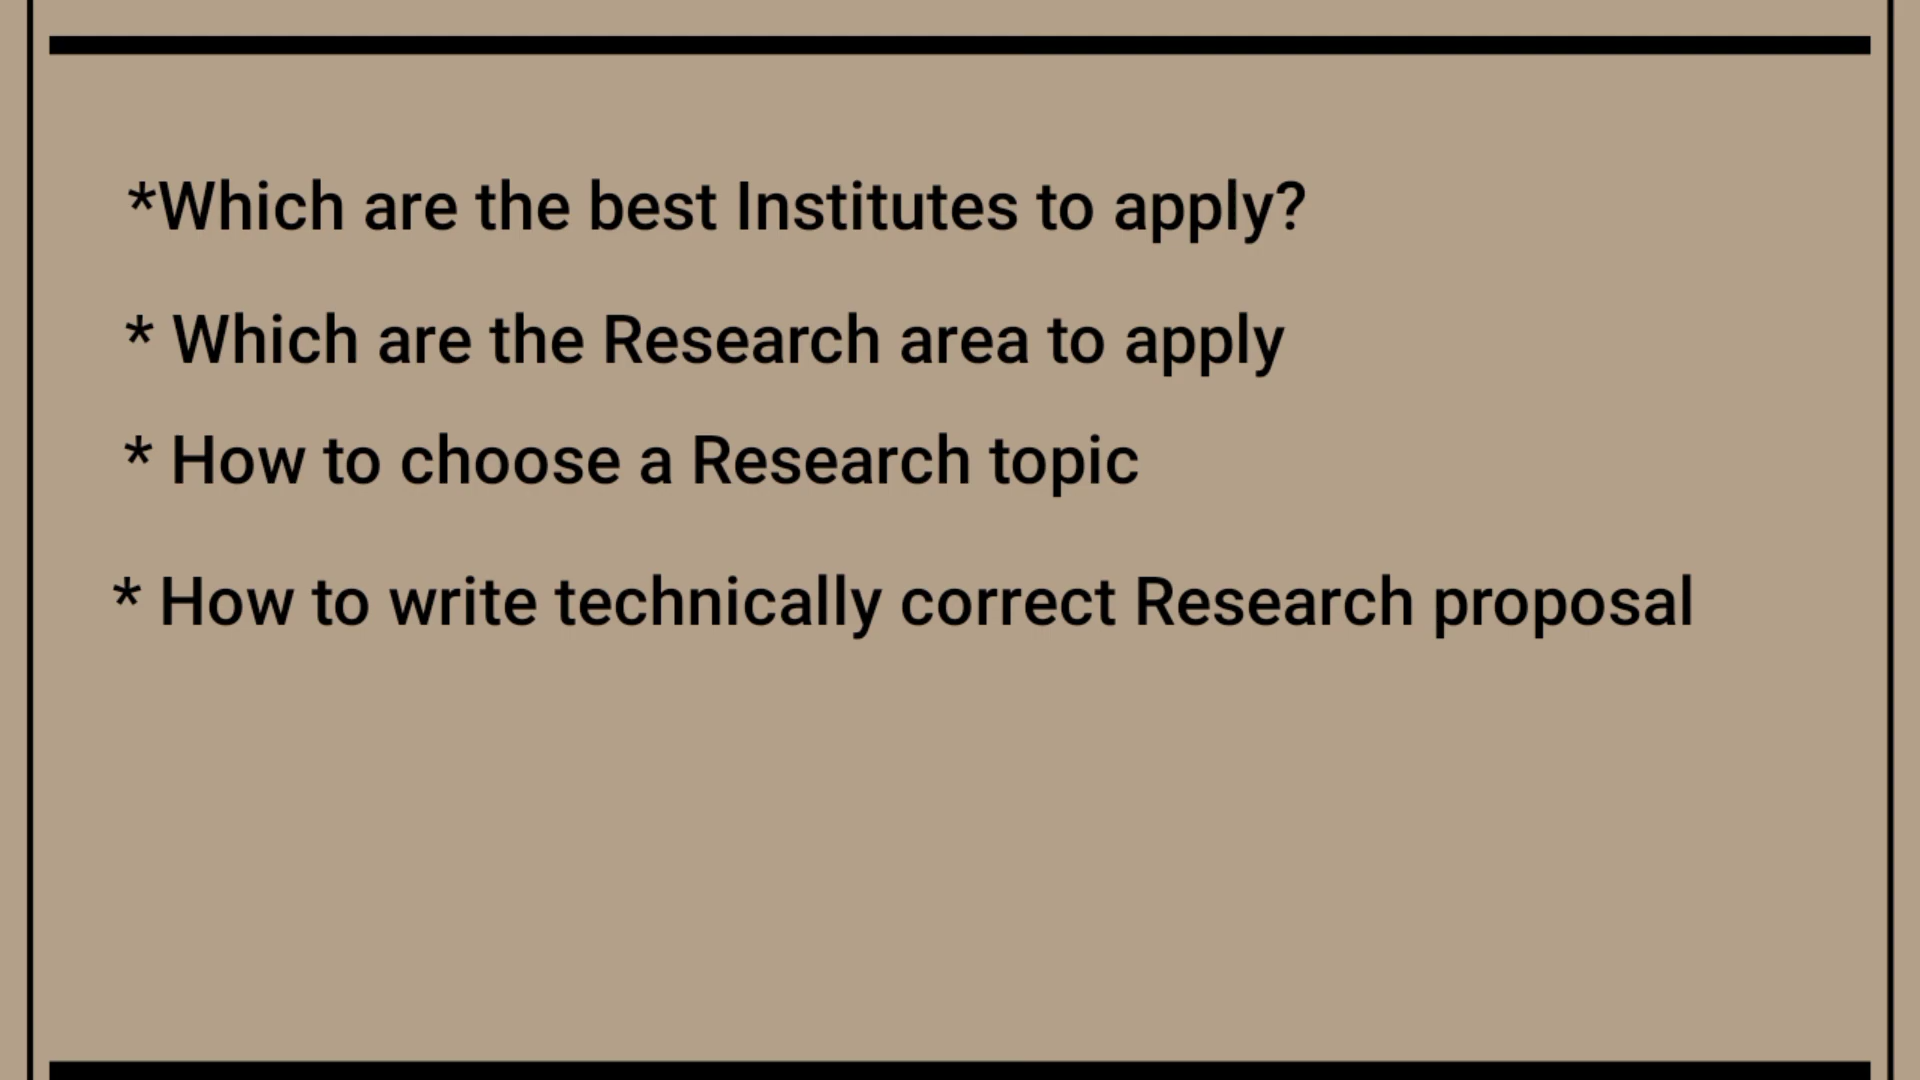 *Which are the best Institutes to apply?
* Which are the Research area to apply
* How to choose a Research topic
* How to write technically correct Research proposal